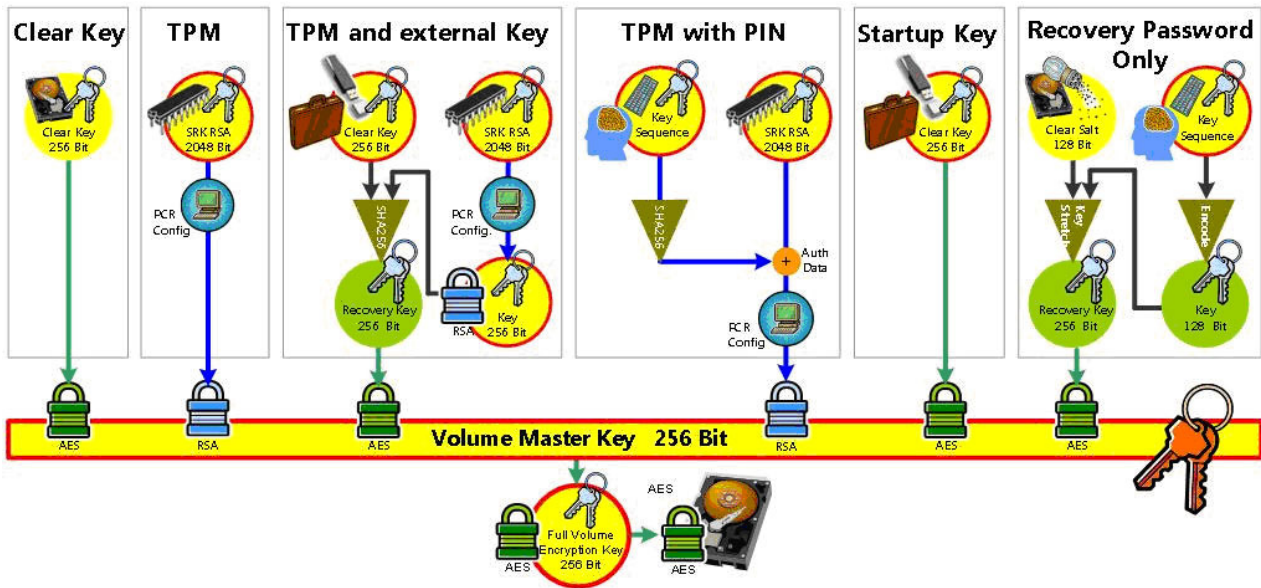 Clear Key
Clear Key
256 Bit
AES
TPM
SRK RSA
2048 Bit
PCR
Config
RSA
TPM and external Key
Clear Key
256 Bit
SRK RSA
2048 Bit
SHA256
PCR
Config.
Recovery Key
256 Bit
RSA
Key
256 Bit
AES
TPM with PIN
Key
Sequence
SRK RSA
2048 Bit
SHA256
+
Auth
Data
PCR
Config
RSA
Startup Key
Clear Key
256 Bit
AES
Recovery Password
Only
Clear Salt
128 Bit
Key
Sequence
Key
Stretch
Encode
Recovery Key
256 Bit
Key
128 Bit
AES
Volume Master Key 256 Bit
AES
Full Volume
Encryption Key
256 Bit
AES
AES